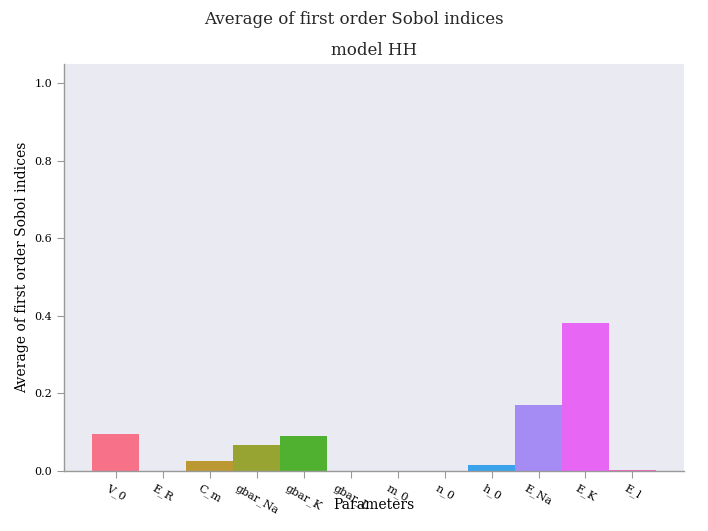 Average of first order Sobol indices
model HH
Average of first order Sobol indices
1.0
0.8
0.6
0.4
0.2
0.0
V_0 E_R C_m gbar_Na gbar_K m_0 n_0 h_0 E_Na E_K E_l
Parameters